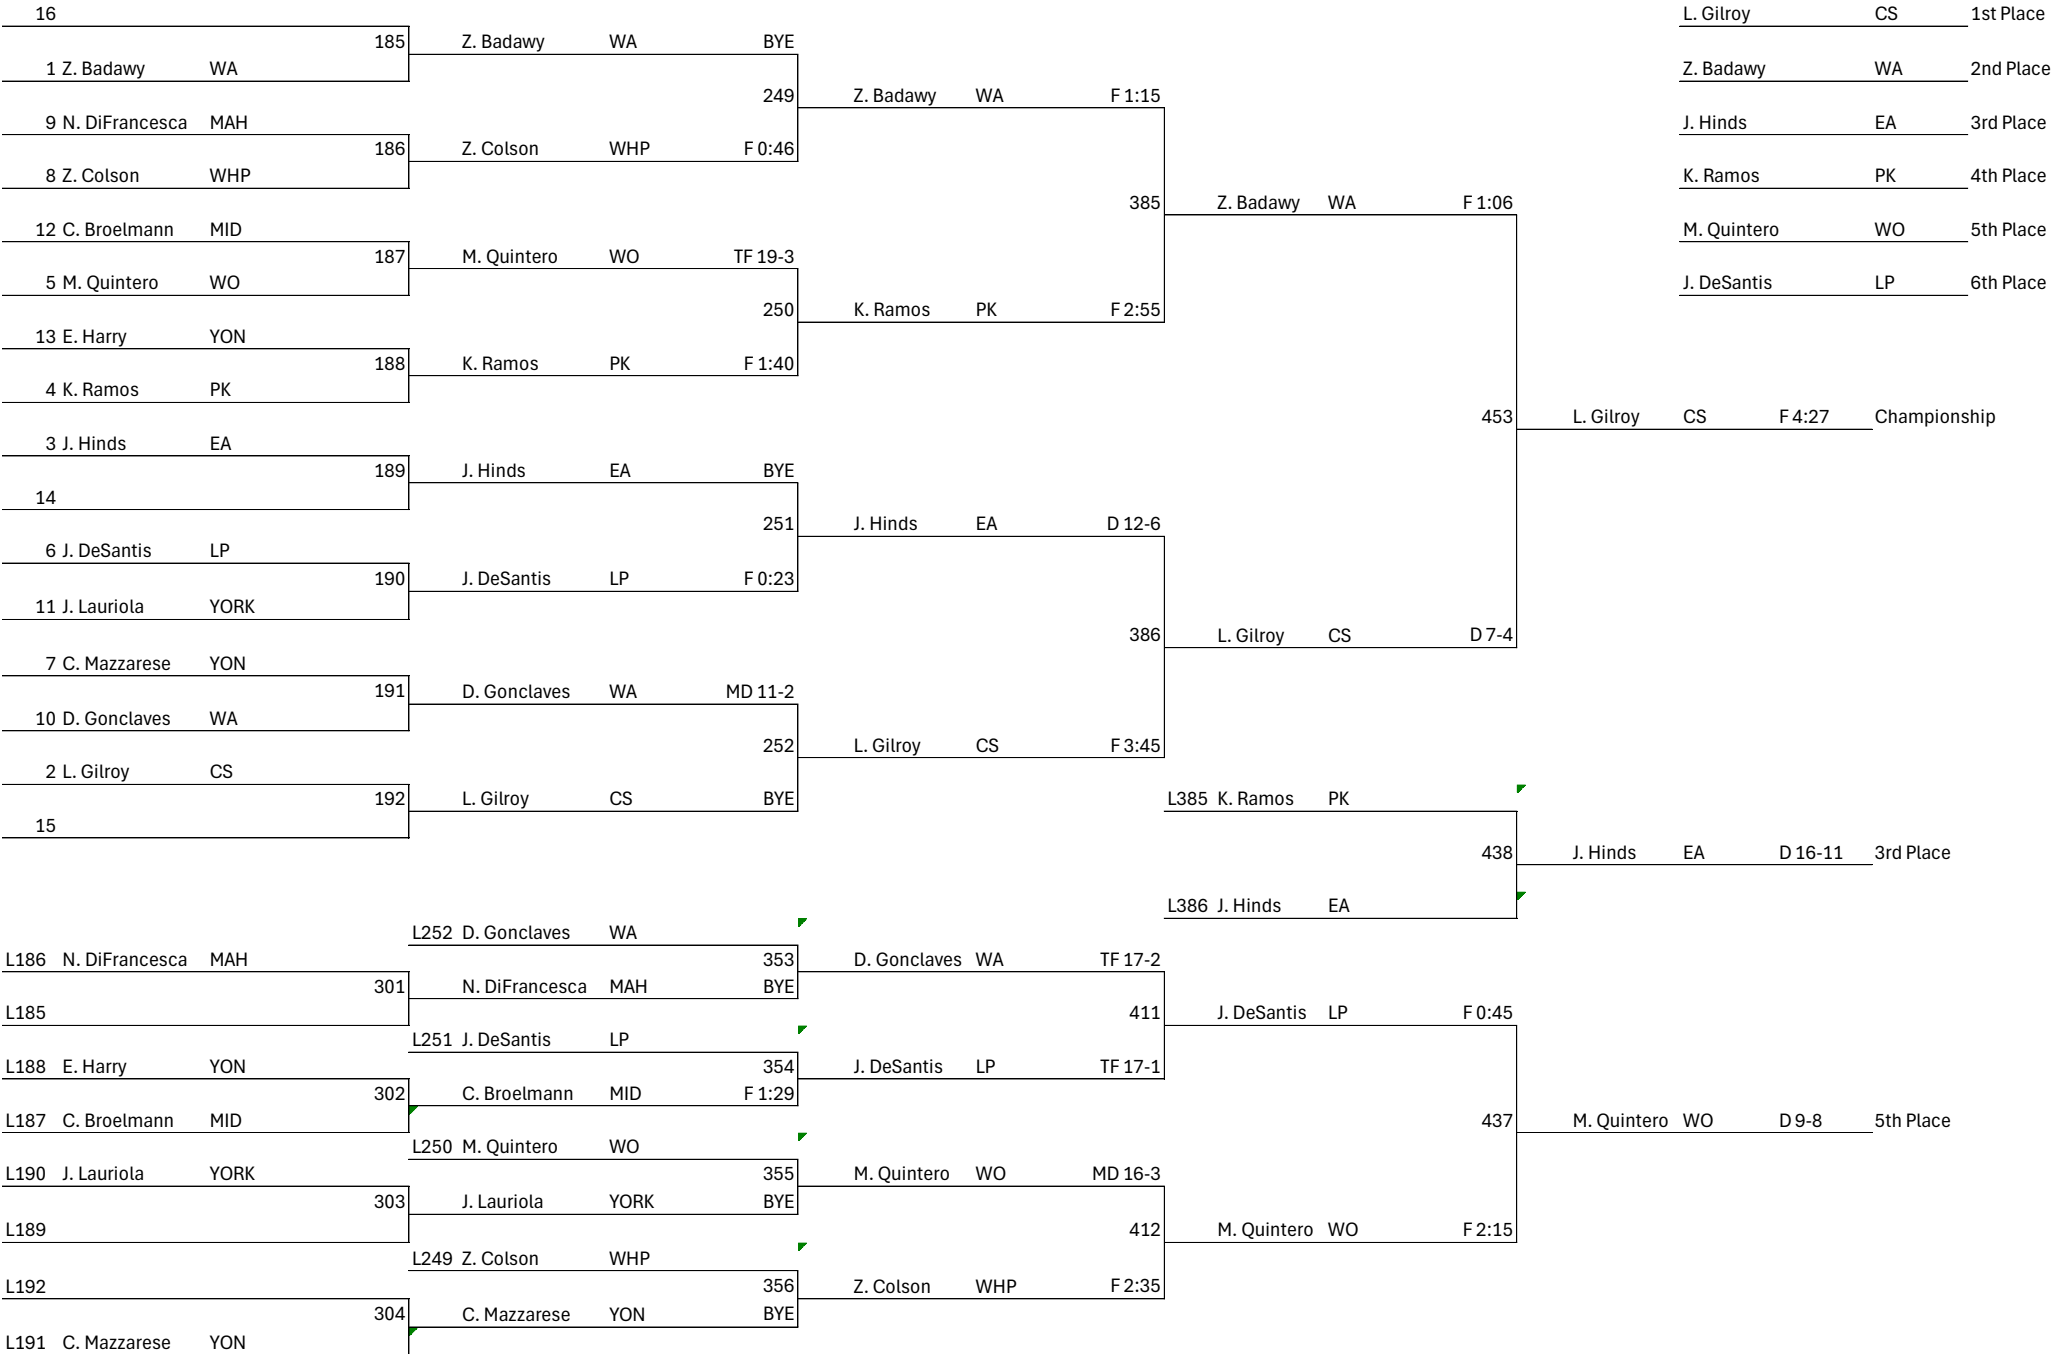 16 L. Gilroy CS 1st Place
185 Z. Badawy WA BYE
1 Z. Badawy WA Z. Badawy WA 2nd Place
249 Z. Badawy WA F 1:15
9 N. DiFrancesca MAH J. Hinds EA 3rd Place
186 Z. Colson WHP F 0:46
8 Z. Colson WHP K. Ramos PK 4th Place
385 Z. Badawy WA F 1:06
12 C. Broelmann MID M. Quintero WO 5th Place
187 M. Quintero WO TF 19-3
5 M. Quintero WO J. DeSantis LP 6th Place
250 K. Ramos PK F 2:55
13 E. Harry YON
188 K. Ramos PK F 1:40
4 K. Ramos PK
453 L. Gilroy CS F 4:27 Championship
3 J. Hinds EA
189 J. Hinds EA BYE
14
251 J. Hinds EA D 12-6
6 J. DeSantis LP
190 J. DeSantis LP F 0:23
11 J. Lauriola YORK
386 L. Gilroy CS D 7-4
7 C. Mazzarese YON
191 D. Gonclaves WA MD 11-2
10 D. Gonclaves WA
252 L. Gilroy CS F 3:45
2 L. Gilroy CS
192 L. Gilroy CS BYE L385 K. Ramos PK
15
438 J. Hinds EA D 16-11 3rd Place
L386 J. Hinds EA
L252 D. Gonclaves WA
L186 N. DiFrancesca MAH 353 D. Gonclaves WA TF 17-2
301 N. DiFrancesca MAH BYE
L185 411 J. DeSantis LP F 0:45
L251 J. DeSantis LP
L188 E. Harry YON 354 J. DeSantis LP TF 17-1
302 C. Broelmann MID F 1:29
L187 C. Broelmann MID 437 M. Quintero WO D 9-8 5th Place
L250 M. Quintero WO
L190 J. Lauriola YORK 355 M. Quintero WO MD 16-3
303 J. Lauriola YORK BYE
L189 412 M. Quintero WO F 2:15
L249 Z. Colson WHP
L192 356 Z. Colson WHP F 2:35
304 C. Mazzarese YON BYE
L191 C. Mazzarese YON